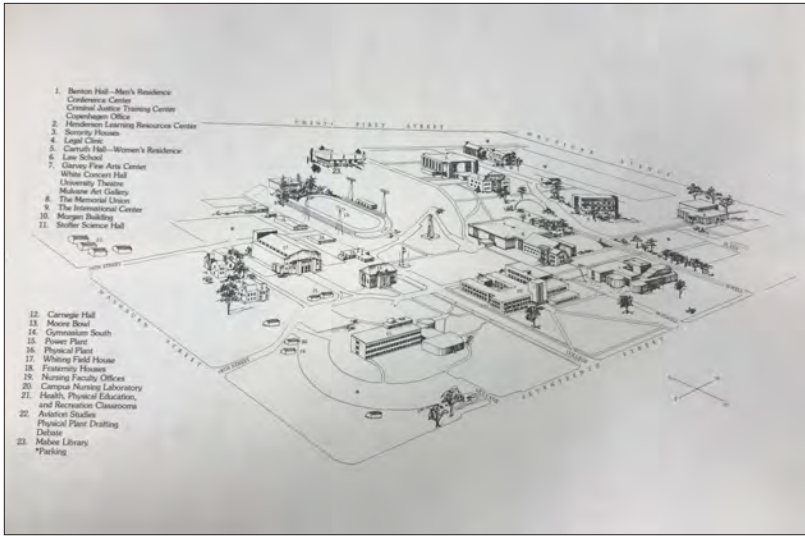 1. Benton Hall—Men's Residence
Conference Center
Criminal Justice Training Center
Copenhagen Office
2. Henderson Learning Resources Center
3. Sorority Houses
4. Legal Clinic
5. Carruth Hall—Women's Residence
6. Law School
7. Garvey Fine Arts Center
White Concert Hall
University Theatre
Mulvane Art Gallery
8. The Memorial Union
9. The International Center
10. Morgan Building
11. Stoffer Science Hall
12. Carnegie Hall
13. Moore Bowl
14. Gymnasium South
15. Power Plant
16. Physical Plant
17. Whiting Field House
18. Fraternity Houses
19. Nursing Faculty Offices
20. Campus Nursing Laboratory
21. Health, Physical Education,
and Recreation Classrooms
22. Aviation Studies
Physical Plant Drafting
Debate
23. Mabee Library
*Parking
TWENTY FIRST STREET
STREET
SEVENTEENTH STREET